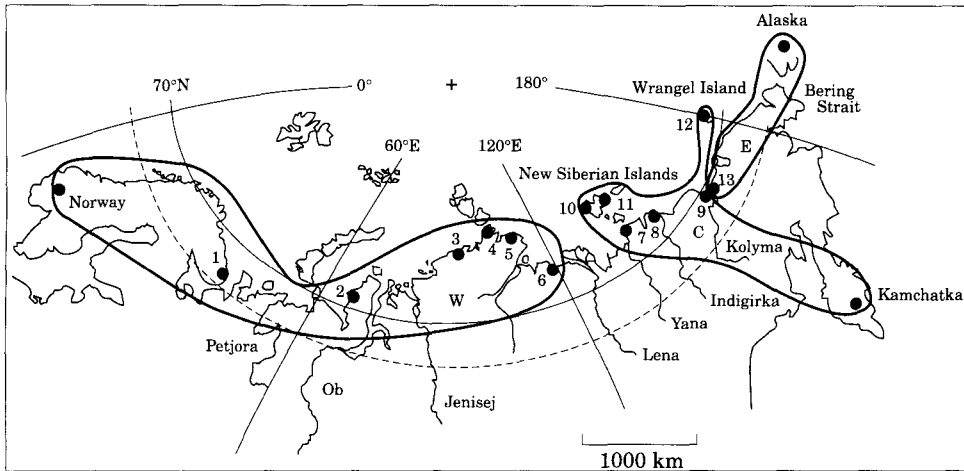 Alaska
70°N
0°
+
180°
Wrangel Island
Bering
Strait
12
60°E
120°E
E
New Siberian Islands
Norway
13
11
10
9
8
7
C
3
4
5
6
1
2
W
Kolyma
Kamchatka
Indigirka
Petjora
Yana
Ob
Lena
Jenisej
1000 km